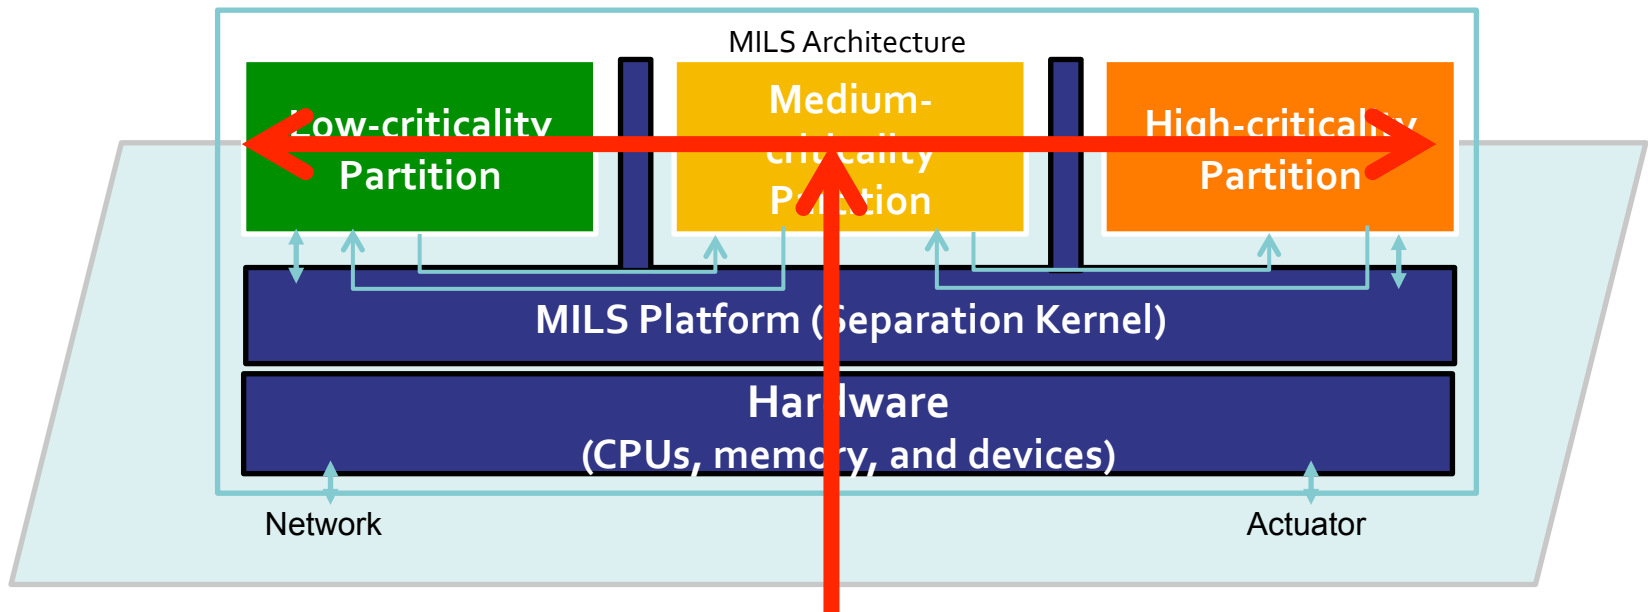 MILS Architecture
Low-criticality
Partition
Medium-
criticality
Partition
High-criticality
Partition
MILS Platform (Separation Kernel)
Hardware
(CPUs, memory, and devices)
Network
Actuator